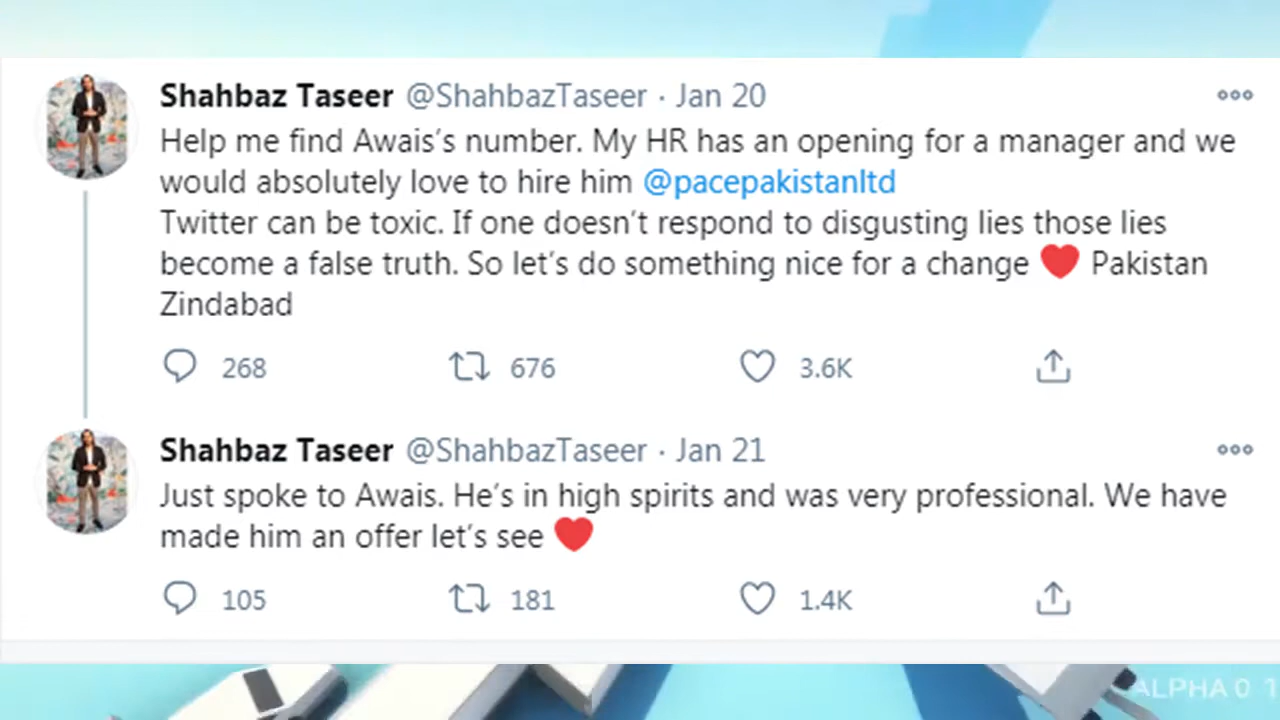 Shahbaz Taseer @ShahbazTaseer · Jan 20
Help me find Awais's number. My HR has an opening for a manager and we
would absolutely love to hire him @pacepakistanltd
Twitter can be toxic. If one doesn't respond to disgusting lies those lies
become a false truth. So let's do something nice for a change ❤ Pakistan
Zindabad
268 676 3.6K
Shahbaz Taseer @ShahbazTaseer · Jan 21
Just spoke to Awais. He's in high spirits and was very professional. We have
made him an offer let's see ❤
105 181 1.4K
ALPHA 0